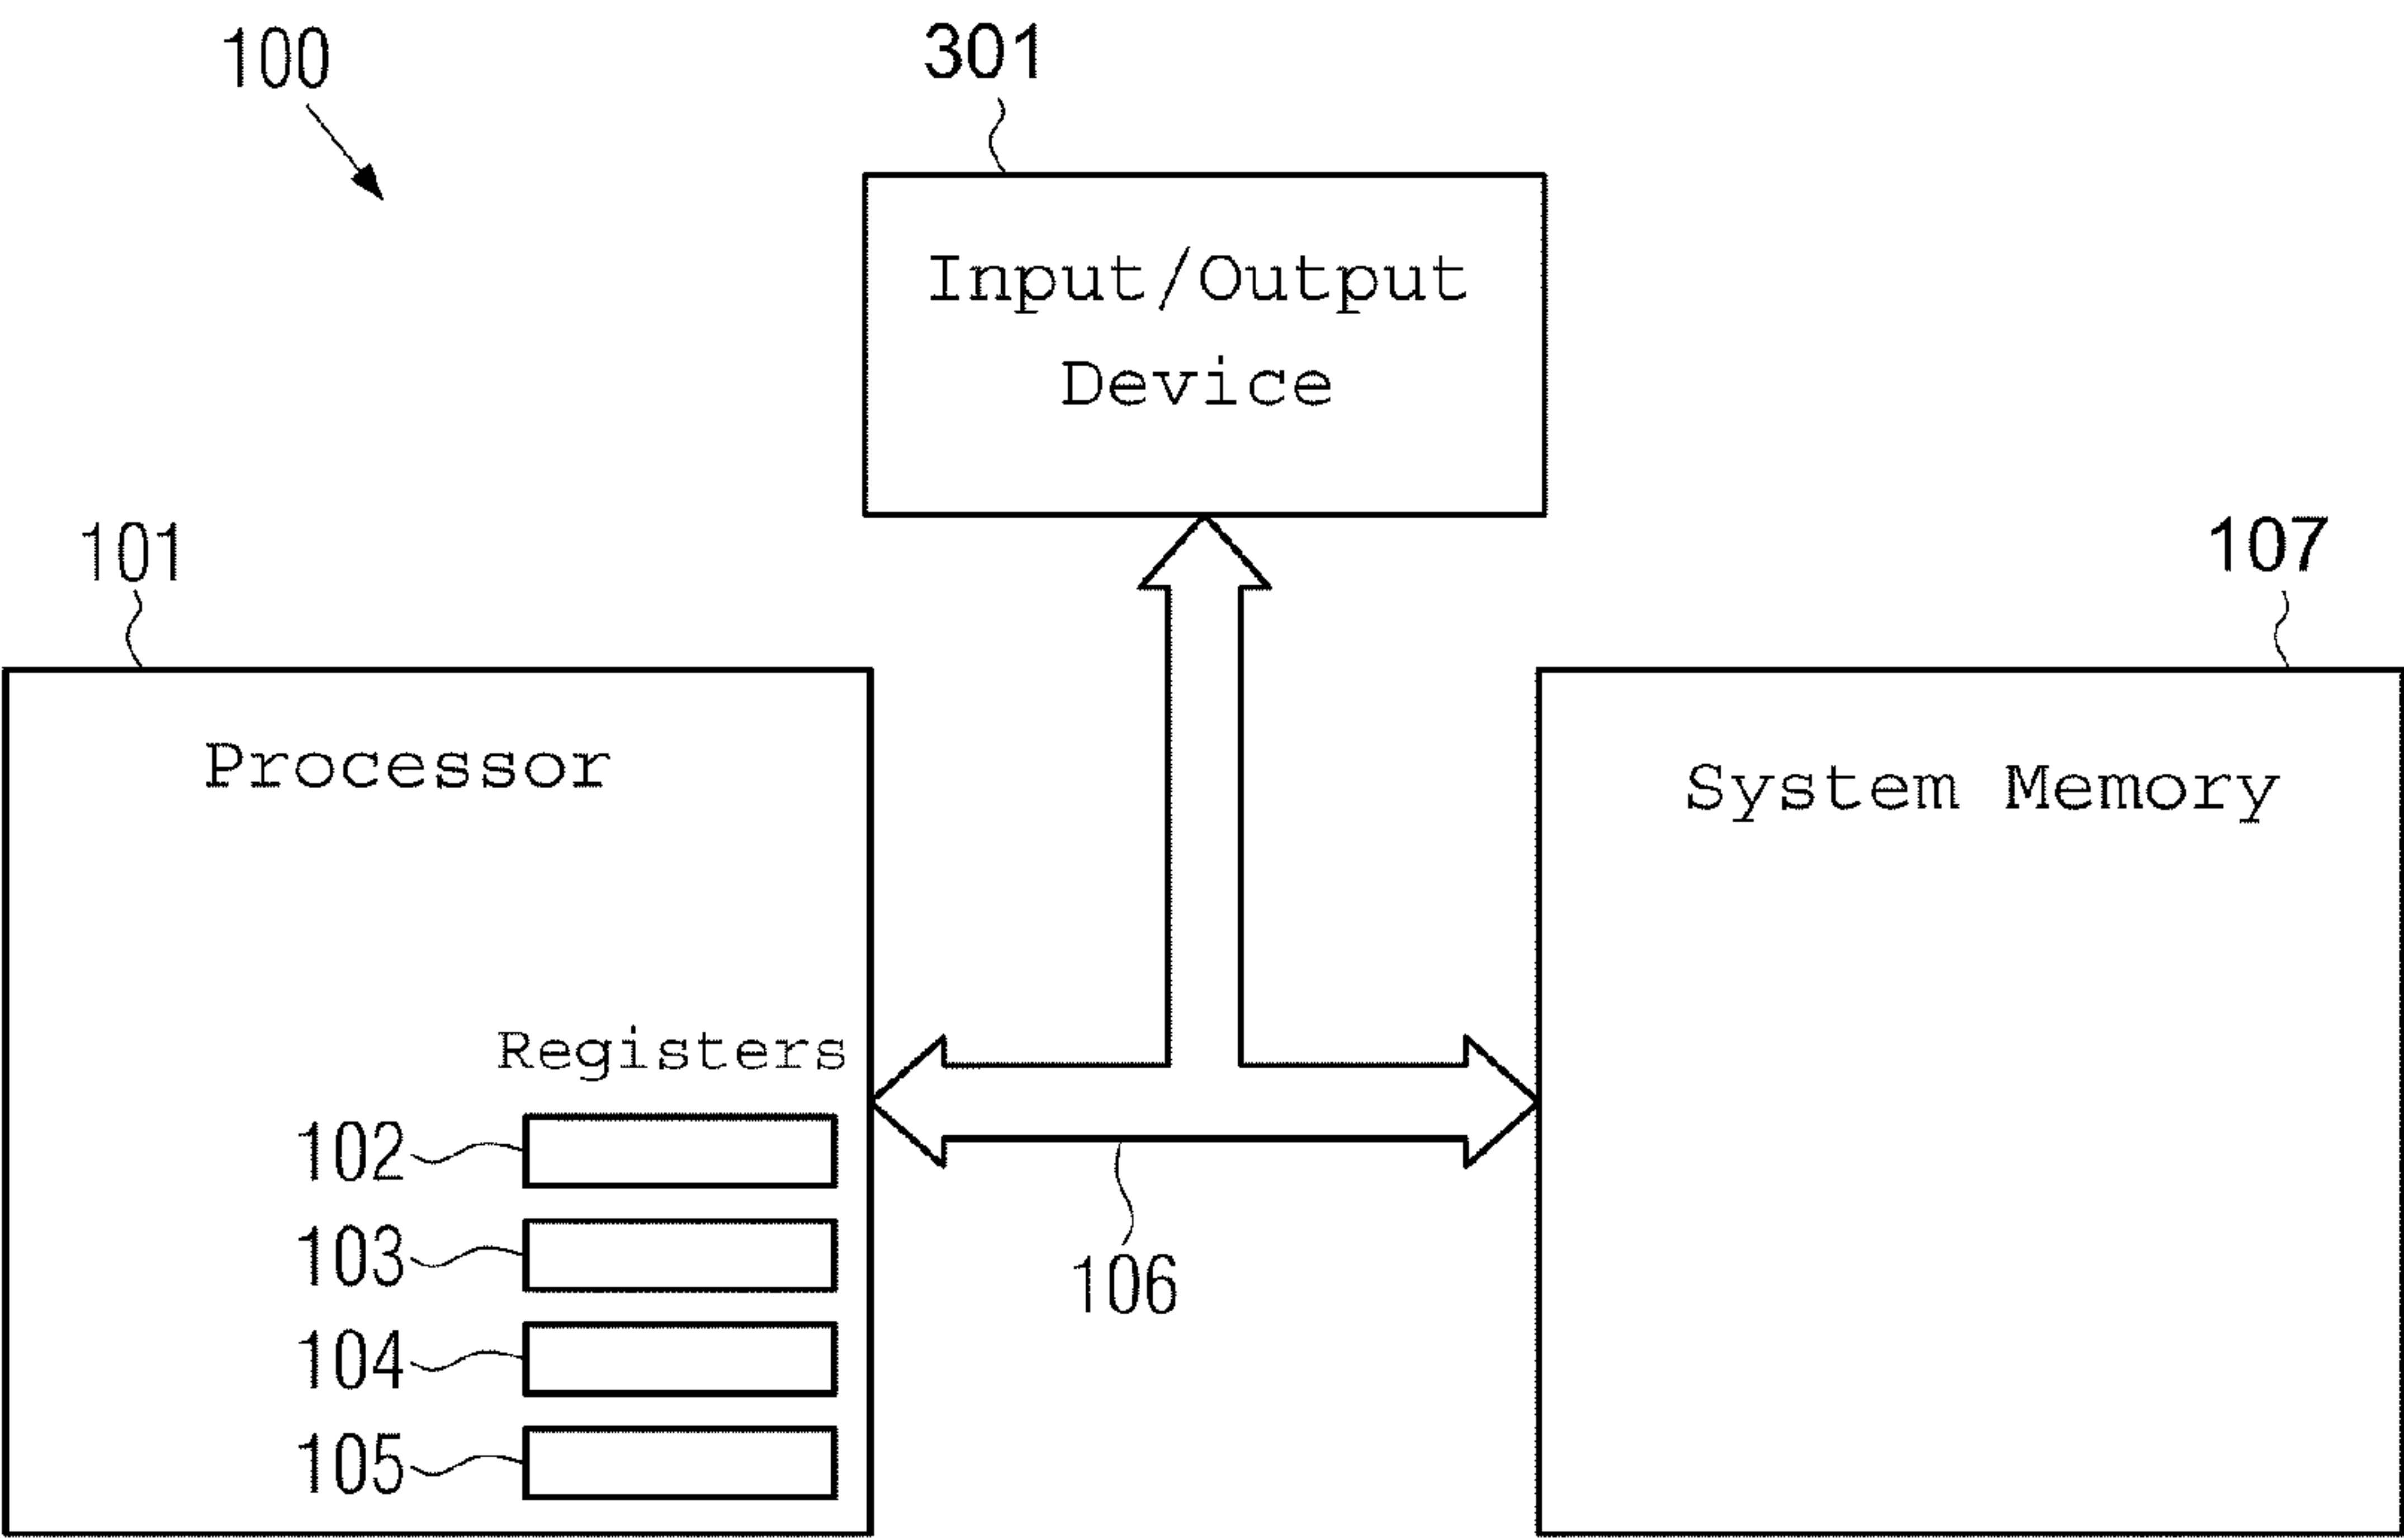 100
301
Input/Output
Device
101
107
Processor
System Memory
Registers
102
103
104
105
106